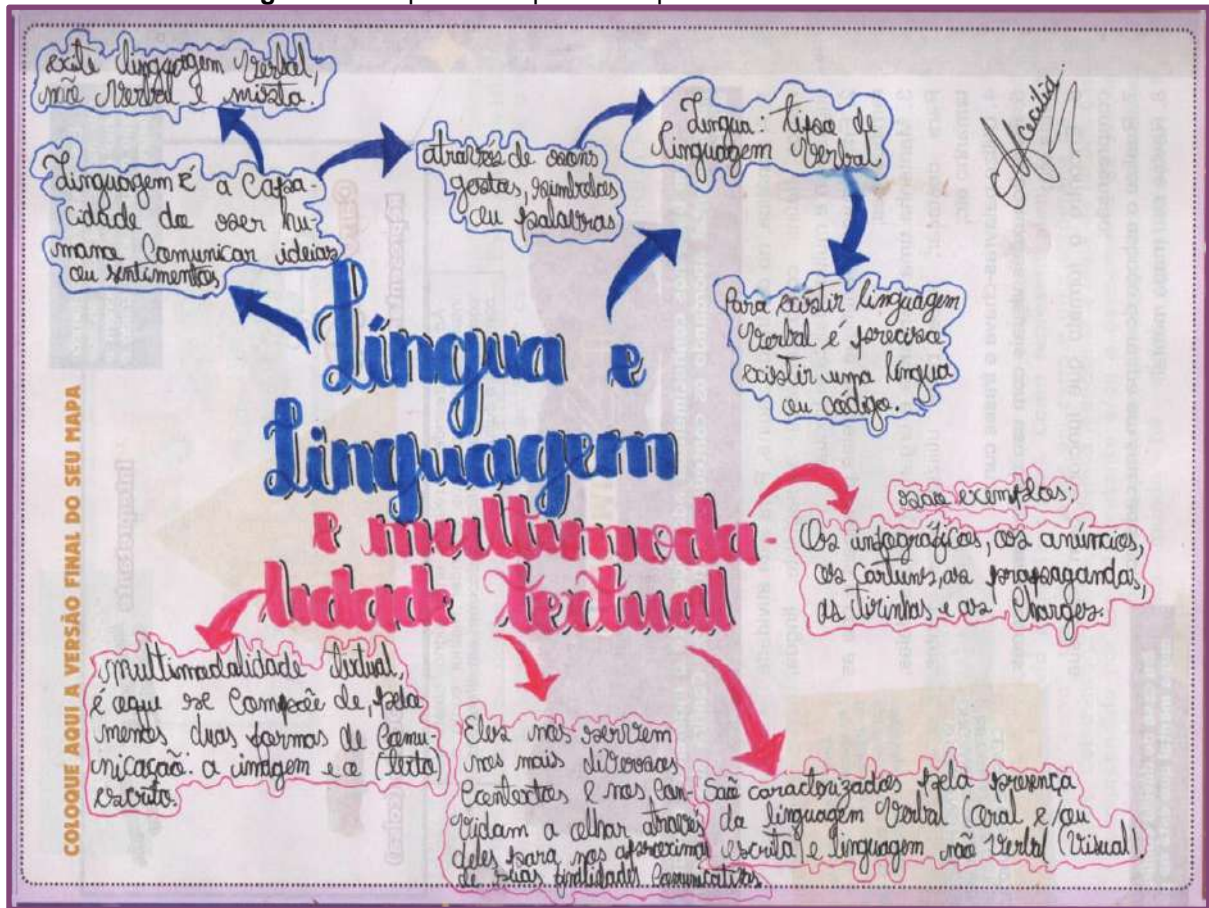 exite linguagem verbal,
não verbal e mista.
Linguagem É a Capa-
cidade do ser hu-
mano Comunicar ideias
ou sentimentos
através de sons
gestos, símbolos
ou palavras
Lingua: tipo de
linguagem verbal
Para existir linguagem
verbal é preciso
existir uma língua
ou código.
Língua e
Linguagem
e multimoda-
lidade textual
são exemplos:
Os infográficos, os anúncios,
os cartuns, as propagandas,
as tirinhas e as Charges.
multimodalidade textual,
é aqui se Compõe de, pelo
menos duas formas de Comu-
nicação: a imagem e o (texto)
escrito.
Eles nos servem
nos mais diversos
Contextos e nos Con-
vidam a olhar através
deles para nos aproximar
de suas finalidades Comunicativas
São caracterizados pela presença
da linguagem Verbal (oral e/ou
escrita) e linguagem não Verbal (Visual).
COLOQUE AQUI A VERSÃO FINAL DO SEU MAPA